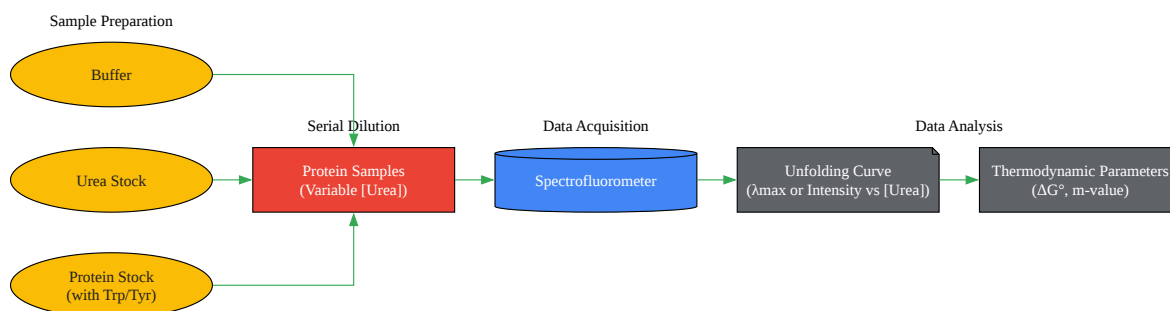 Sample Preparation
Buffer
Urea Stock
Protein Stock
(with Trp/Tyr)
Serial Dilution
Protein Samples
(Variable [Urea])
Data Acquisition
Spectrofluorometer
Data Analysis
Unfolding Curve
(λmax or Intensity vs [Urea])
Thermodynamic Parameters
(ΔG°, m-value)